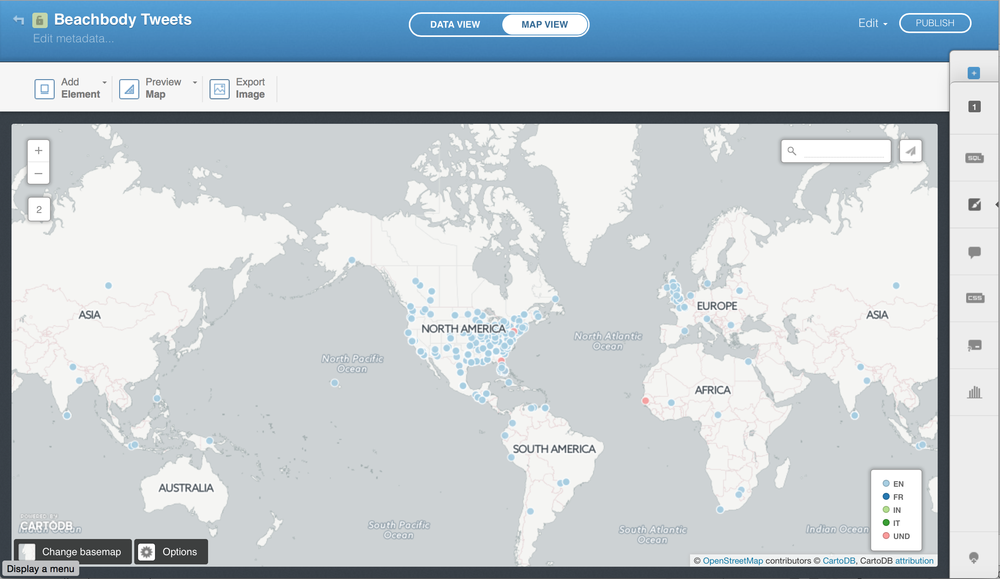 Beachbody Tweets
Edit metadata...
DATA VIEW
MAP VIEW
Edit
PUBLISH
Add
Element
Preview
Map
Export
Image
+
1
SQL
CSS
?
+
−
2
ASIA
NORTH AMERICA
EUROPE
ASIA
North Atlantic
Ocean
North Pacific
Ocean
AFRICA
SOUTH AMERICA
AUSTRALIA
South Pacific
Ocean
South Atlantic
Ocean
Indian Ocean
Indian Ocean
POWERED BY
CARTODB
EN
FR
IN
IT
UND
Change basemap
Options
© OpenStreetMap contributors © CartoDB, CartoDB attribution
Display a menu